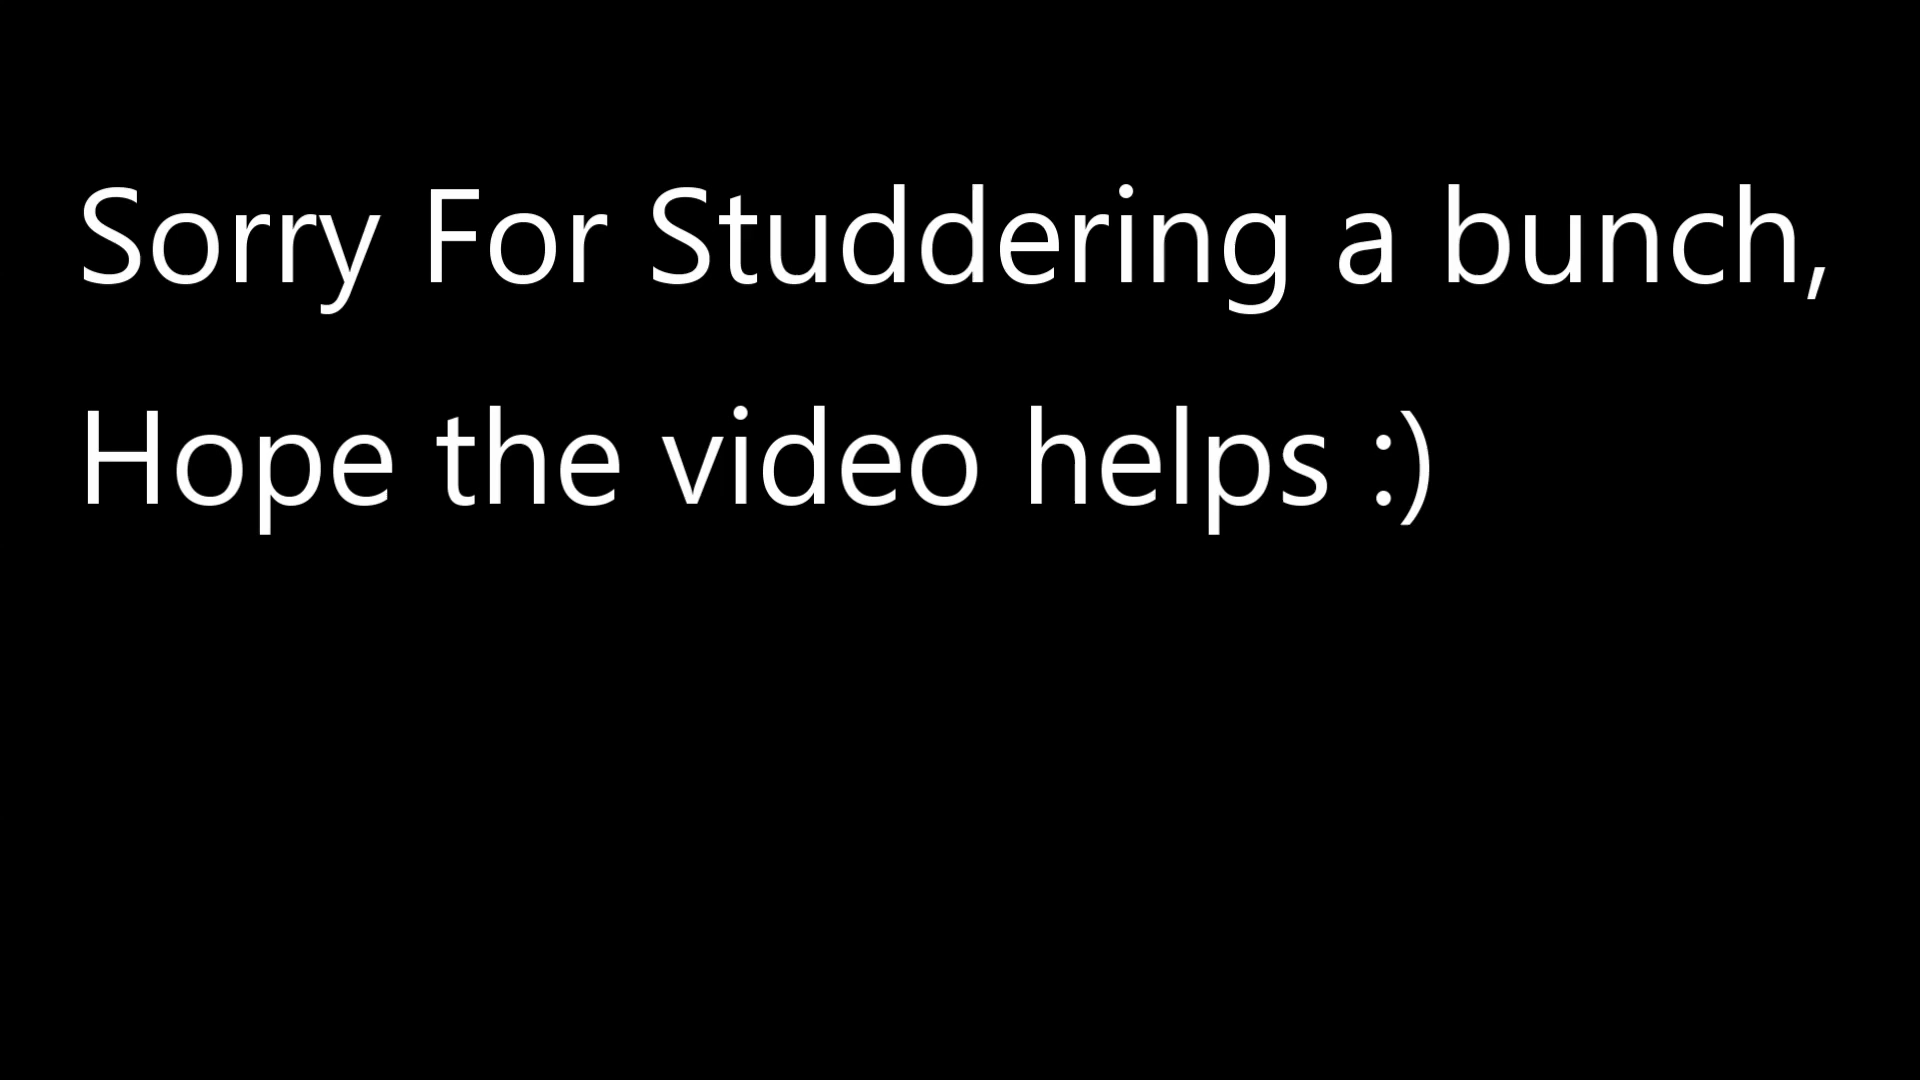 Sorry For Studdering a bunch,
Hope the video helps :)